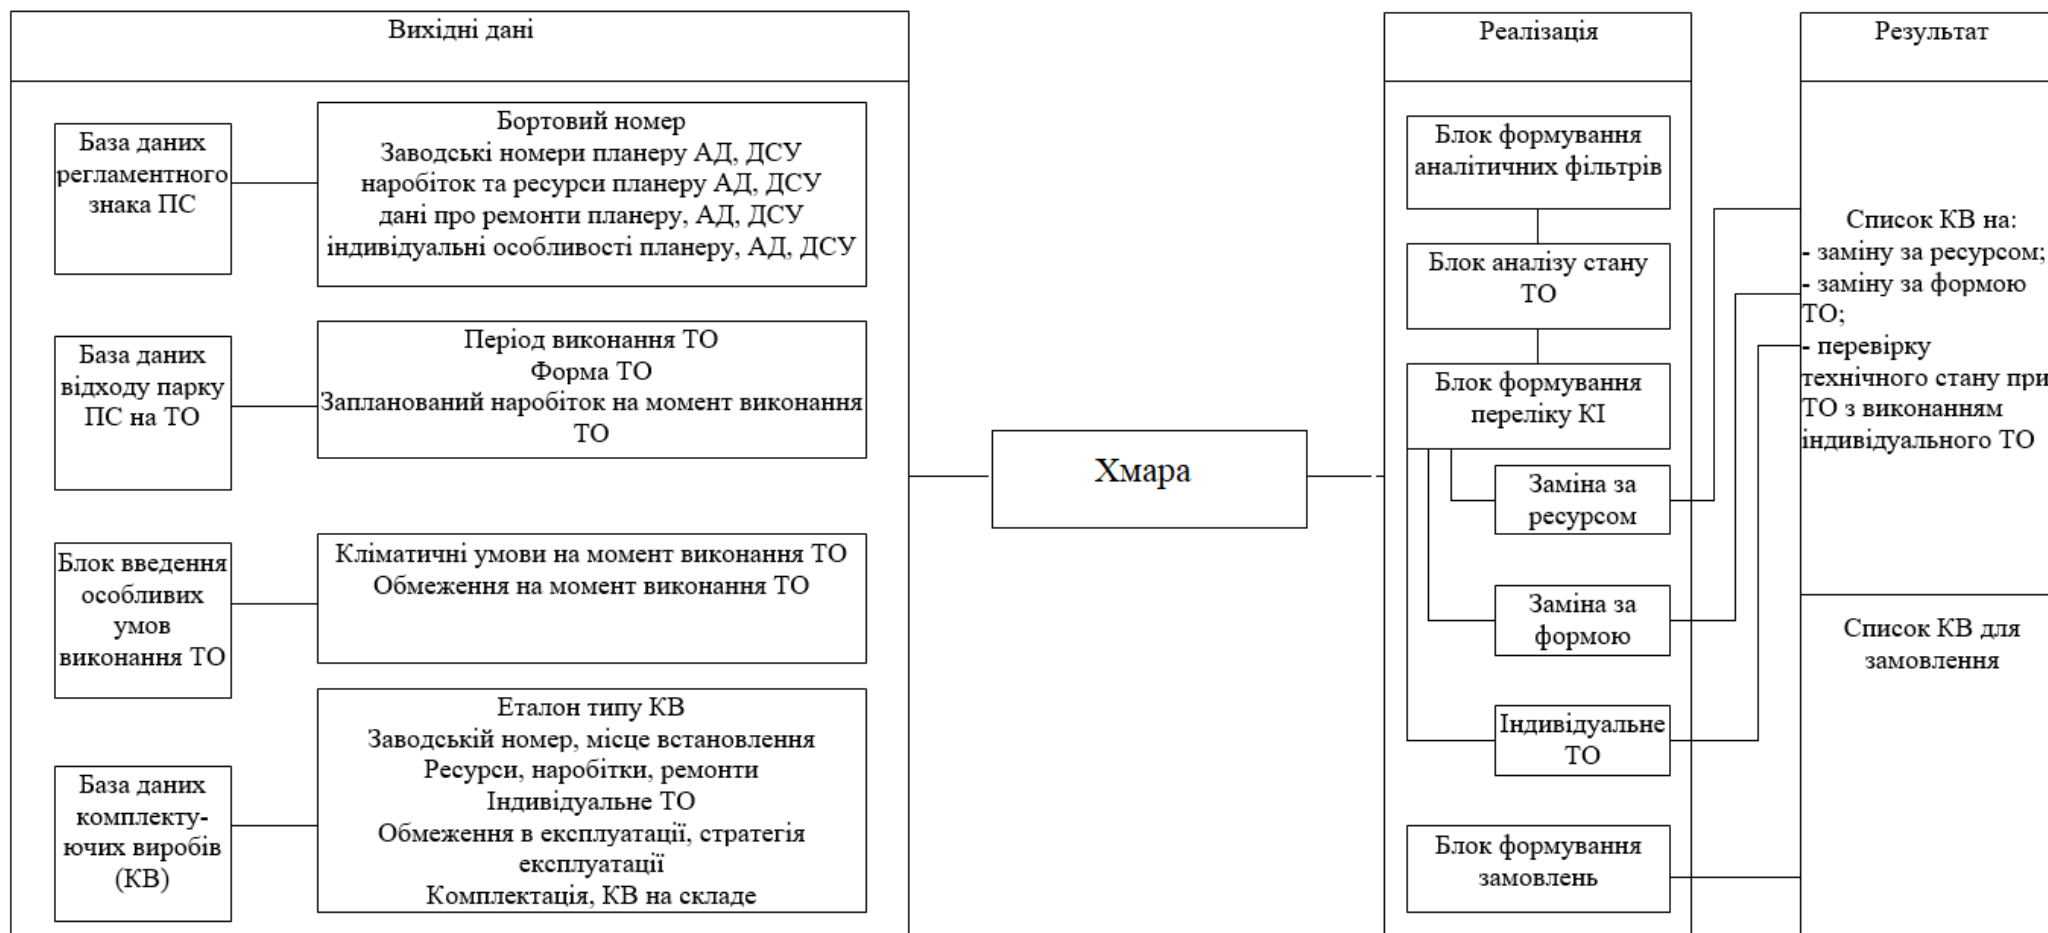 Вихідні дані
База даних
регламентного
знака ПС
Бортовий номер
Заводські номери планеру АД, ДСУ
наробіток та ресурси планеру АД, ДСУ
дані про ремонти планеру, АД, ДСУ
індивідуальні особливості планеру, АД, ДСУ
База даних
відходу парку
ПС на ТО
Період виконання ТО
Форма ТО
Запланований наробіток на момент виконання
ТО
Блок введення
особливих
умов
виконання ТО
Кліматичні умови на момент виконання ТО
Обмеження на момент виконання ТО
База даних
комплекту-
ючих виробів
(КВ)
Еталон типу КВ
Заводській номер, місце встановлення
Ресурси, наробітки, ремонти
Індивідуальне ТО
Обмеження в експлуатації, стратегія
експлуатації
Комплектація, КВ на складе
Хмара
Реалізація
Блок формування
аналітичних фільтрів
Блок аналізу стану
ТО
Блок формування
переліку КІ
Заміна за
ресурсом
Заміна за
формою
Індивідуальне
ТО
Блок формування
замовлень
Результат
Список КВ на:
- заміну за ресурсом;
- заміну за формою
ТО;
- перевірку
технічного стану при
ТО з виконанням
індивідуального ТО
Список КВ для
замовлення